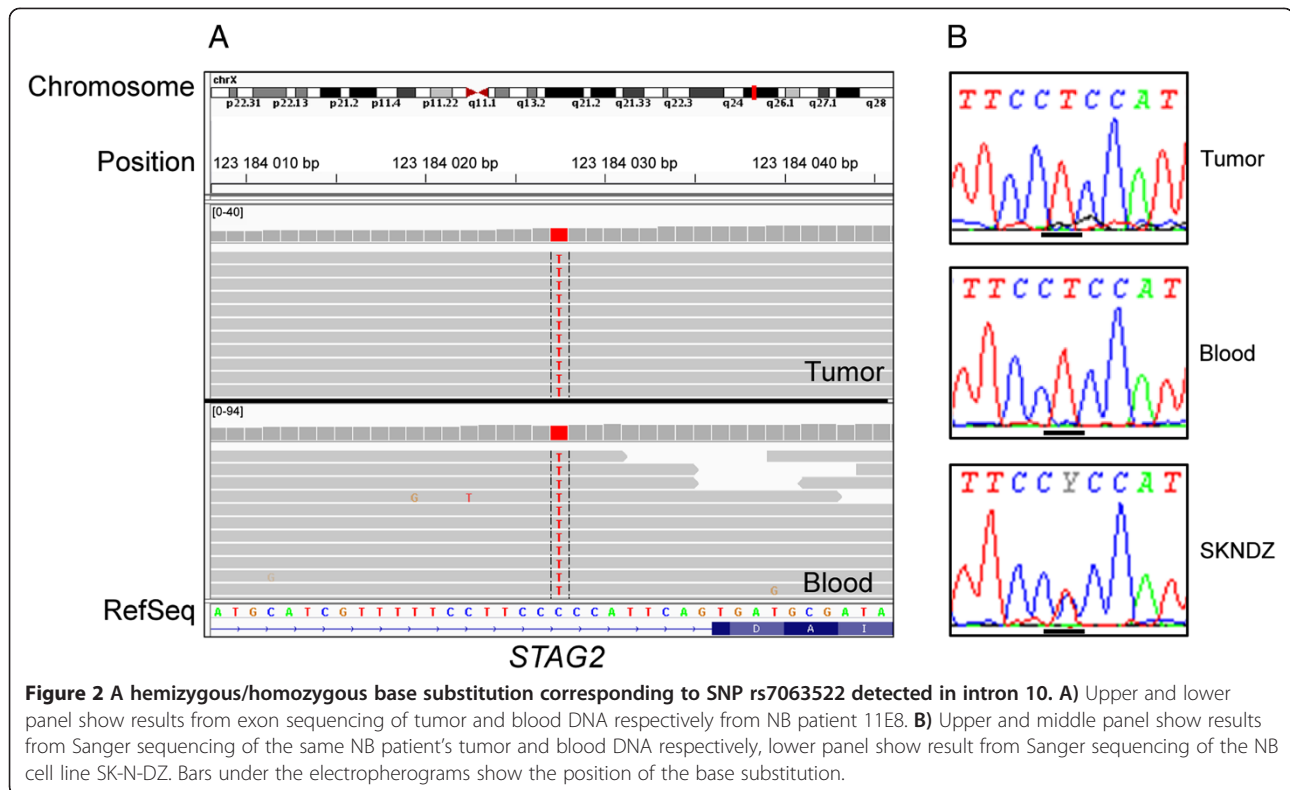 A
B
Chromosome
chrX
p22.31 p22.13 p21.2 p11.4 p11.22 q11.1 q13.2 q21.2 q21.33 q22.3 q24 q26.1 q27.1 q28
Position
123 184 010 bp 123 184 020 bp 123 184 030 bp 123 184 040 bp
[0-40]
T
T
T
T
T
T
T
T
T
T
T
Tumor
[0-94]
T
T
T
G T T
T
T
T
T
T
G T
T G
Blood
RefSeq
A T G C A T C G T T T T T C C T T C C C C C A T T C A G T G A T G C G A T A
D A I
STAG2
T T C C T C C A T
Tumor
T T C C T C C A T
Blood
T T C C Y C C A T
SKNDZ
Figure 2 A hemizygous/homozygous base substitution corresponding to SNP rs7063522 detected in intron 10. A) Upper and lower
panel show results from exon sequencing of tumor and blood DNA respectively from NB patient 11E8. B) Upper and middle panel show results
from Sanger sequencing of the same NB patient's tumor and blood DNA respectively, lower panel show result from Sanger sequencing of the NB
cell line SK-N-DZ. Bars under the electropherograms show the position of the base substitution.